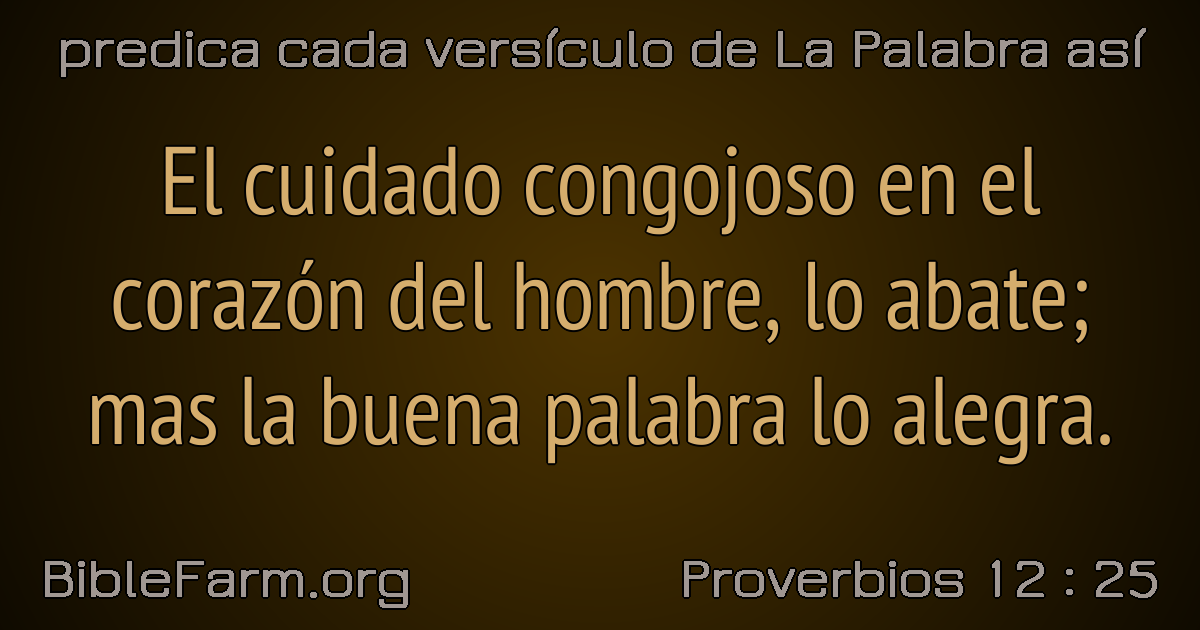 predica cada versículo de La Palabra así
El cuidado congojoso en el
corazón del hombre, lo abate;
mas la buena palabra lo alegra.
BibleFarm.org
Proverbios 12 : 25